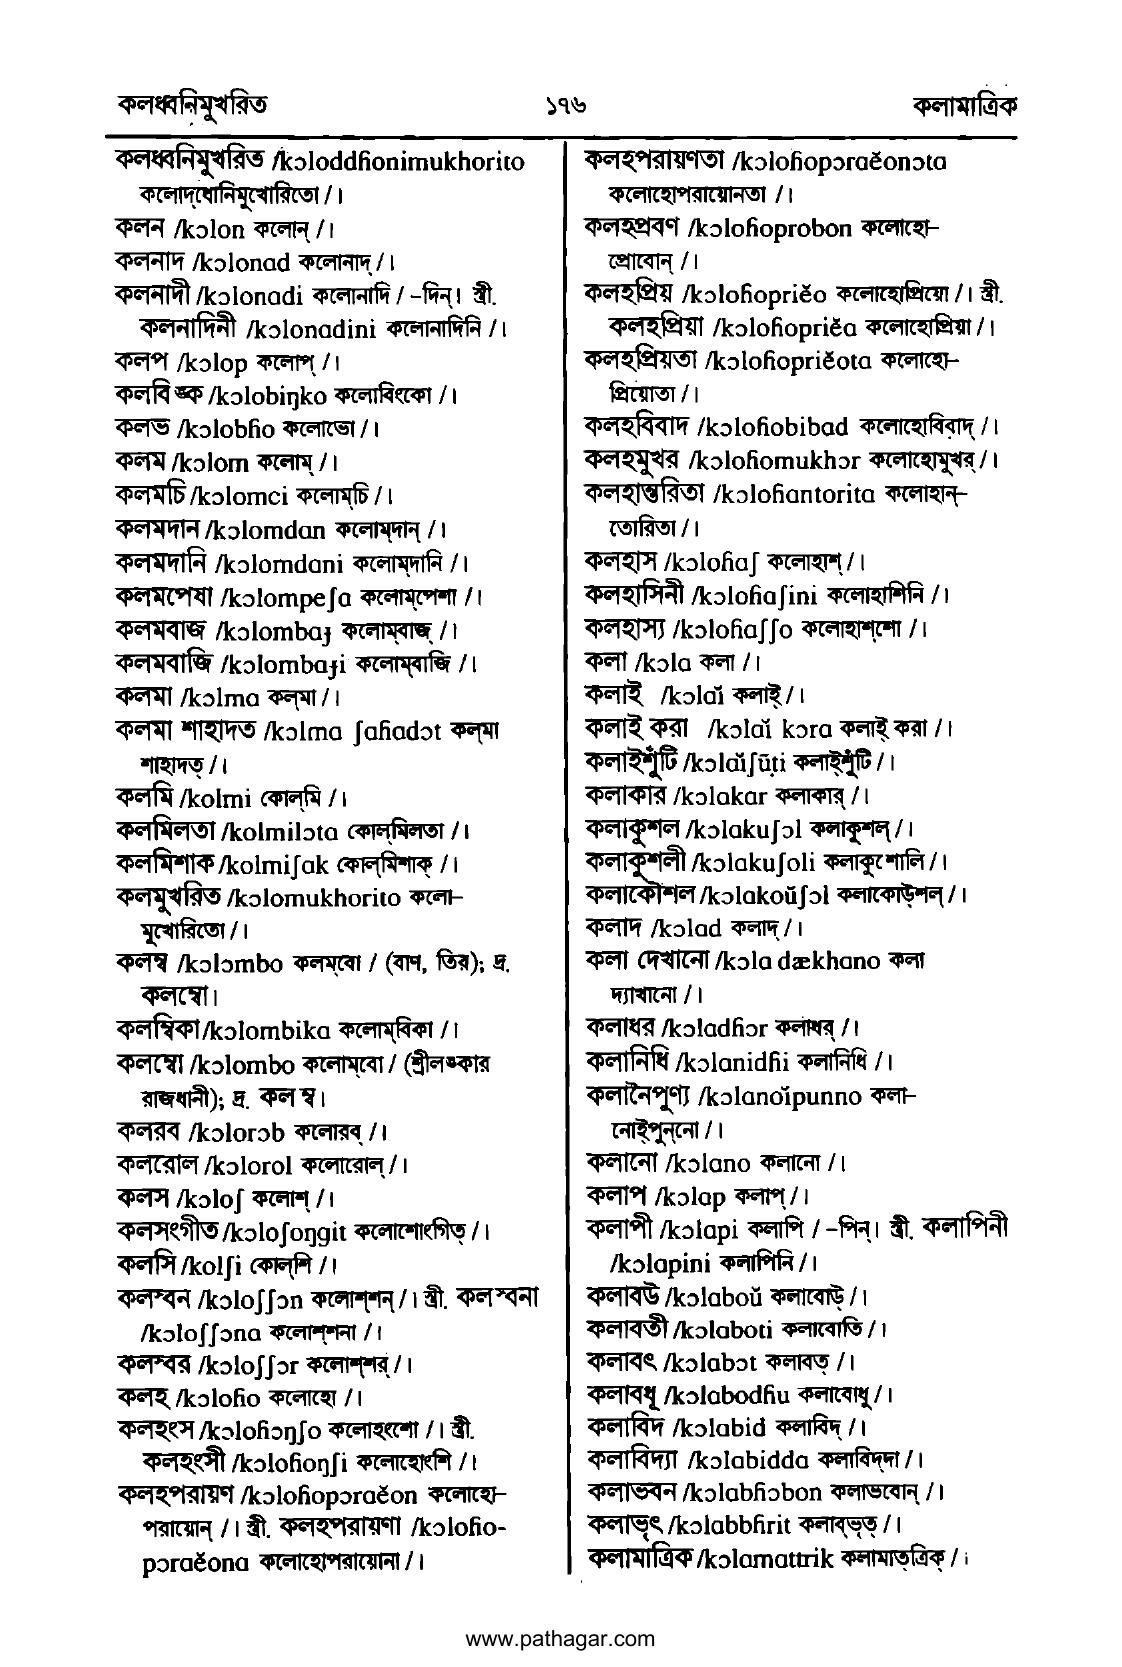 কলধ্বনিমুখরিত ১৭৬ কলামাত্রিক
কলধ্বনিমুখরিত /kɔloddɦonimukhorito
কলোদ্‌ধোনিমুখোরিতো / ।
কলন /kɔlon কলোন্‌ / ।
কলনাদ /kɔlonad কলোনাদ্‌ / ।
কলনাদী /kɔlonadi কলোনাদি / –দিন্‌। স্ত্রী.
কলনাদিনী /kɔlonadini কলোনাদিনি / ।
কলপ /kɔlop কলোপ্‌ / ।
কলবিঙ্ক /kɔlobiŋko কলোবিংকো / ।
কলভ /kɔlobɦo কলোভো / ।
কলম /kɔlom কলোম্‌ / ।
কলমচি /kɔlomci কলোম্‌চি / ।
কলমদান /kɔlomdan কলোম্‌দান্‌ / ।
কলমদানি /kɔlomdani কলোম্‌দানি / ।
কলমপেষা /kɔlompeʃa কলোম্‌পেশা / ।
কলমবাজ /kɔlombaɟ কলোম্‌বাজ্‌ / ।
কলমবাজি /kɔlombaɟi কলোম্‌বাজি / ।
কলমা /kɔlma কল্‌মা / ।
কলমা শাহাদত /kɔlma ʃaɦadɔt কল্‌মা
শাহাদত্‌ / ।
কলমি /kolmi কোল্‌মি / ।
কলমিলতা /kolmilɔta কোল্‌মিলতা / ।
কলমিশাক /kolmiʃak কোল্‌মিশাক্‌ / ।
কলমুখরিত /kɔlomukhorito কলো–
মুখোরিতো / ।
কলম্ব /kɔlɔmbo কলম্‌বো / (বাণ, তির); দ্র.
কলম্বো।
কলম্বিকা/kɔlombika কলোম্‌বিকা / ।
কলম্বো /kɔlombo কলোম্‌বো / (শ্রীলঙ্কার
রাজধানী); দ্র. কলম্ব।
কলরব /kɔlorɔb কলোরব্‌ / ।
কলরোল /kɔlorol কলোরোল্‌ / ।
কলস /kɔloʃ কলোশ্‌ / ।
কলসংগীত /kɔloʃoŋgit কলোশোংগিত্‌ / ।
কলসি /kolʃi কোল্‌শি / ।
কলস্বন /kɔloʃʃɔn কলোশ্‌শন্‌ / । স্ত্রী. কলস্বনা
/kɔloʃʃɔna কলোশ্‌শনা / ।
কলস্বর /kɔloʃʃɔr কলোশ্‌শর্‌ / ।
কলহ /kɔloɦo কলোহো / ।
কলহংস /kɔloɦɔŋʃo কলোহংশো / । স্ত্রী.
কলহংসী /kɔloɦoŋʃi কলোহোংশি / ।
কলহপরায়ণ /kɔloɦopɔraĕon কলোহো–
পরায়োন্‌ / । স্ত্রী. কলহপরায়ণা /kɔloɦo-
pɔraĕona কলোহোপরায়োনা / ।
কলহপরায়ণতা /kɔloɦopɔraĕonɔta
কলোহোপরায়োনতা / ।
কলহপ্রবণ /kɔloɦoprobon কলোহো–
প্রোবোন্‌ / ।
কলহপ্রিয় /kɔloɦopriĕo কলোহোপ্রিয়ো / । স্ত্রী.
কলহপ্রিয়া /kɔloɦopriĕa কলোহোপ্রিয়া / ।
কলহপ্রিয়তা /kɔloɦopriĕota কলোহো–
প্রিয়োতা / ।
কলহবিবাদ /kɔloɦobibad কলোহোবিবাদ্‌ / ।
কলহমুখর /kɔloɦomukhɔr কলোহোমুখর্‌ / ।
কলহান্তরিতা /kɔloɦantorita কলোহান্‌–
তোরিতা / ।
কলহাস /kɔloɦaʃ কলোহাশ্‌ / ।
কলহাসিনী /kɔloɦaʃini কলোহাশিনি / ।
কলহাস্য /kɔloɦaʃʃo কলোহাশ্‌শো / ।
কলা /kɔla কলা / ।
কলাই /kɔlaĭ কলাই্‌ / ।
কলাই করা /kɔlaĭ kɔra কলাই্‌ করা / ।
কলাইশুঁটি /kɔlaĭʃũʈi কলাই্‌শুঁটি / ।
কলাকার /kɔlakar কলাকার্‌ / ।
কলাকুশল /kɔlakuʃɔl কলাকুশল্‌ / ।
কলাকুশলী /kɔlakuʃoli কলাকুশোলি / ।
কলাকৌশল /kɔlakoŭʃɔl কলাকোউ্‌শল্‌ / ।
কলাদ /kɔlad কলাদ্‌ / ।
কলা দেখানো /kɔla dækhano কলা
দ্যাখানো / ।
কলাধর /kɔladɦɔr কলাধর্‌ / ।
কলানিধি /kɔlanidɦi কলানিধি / ।
কলানৈপুণ্য /kɔlanoĭpunno কলা–
নোই্‌পুন্‌নো / ।
কলানো /kɔlano কলানো / ।
কলাপ /kɔlap কলাপ্‌ / ।
কলাপী /kɔlapi কলাপি / –পিন্‌। স্ত্রী. কলাপিনী
/kɔlapini কলাপিনি / ।
কলাবউ /kɔlaboŭ কলাবোউ্‌ / ।
কলাবতী /kɔlaboti কলাবোতি / ।
কলাবৎ /kɔlabɔt কলাবত্‌ / ।
কলাবধূ /kɔlabodɦu কলাবোধু / ।
কলাবিদ /kɔlabid কলাবিদ্‌ / ।
কলাবিদ্যা /kɔlabidda কলাবিদ্‌দা / ।
কলাভবন /kɔlabɦɔbon কলাভবোন্‌ / ।
কলাভৃৎ /kɔlabbɦirit কলাব্‌ভৃত্‌ / ।
কলামাত্রিক /kɔlamattrik কলামাত্‌ত্রিক্‌ / ।
www.pathagar.com